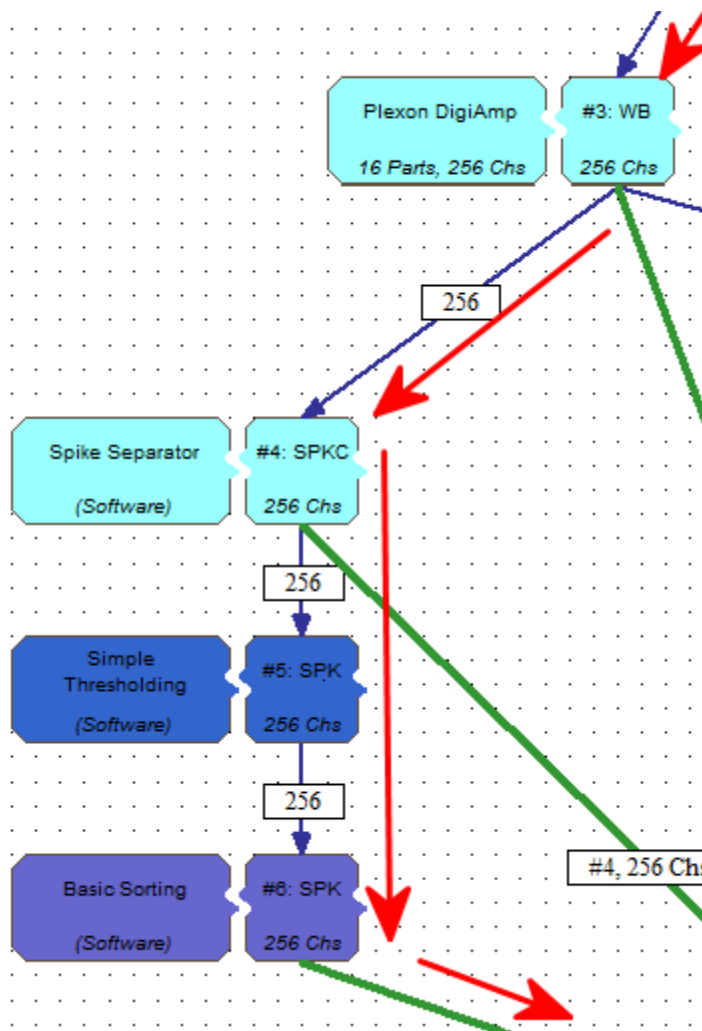 Plexon DigiAmp
16 Parts, 256 Chs
#3: WB
256 Chs
256
Spike Separator
(Software)
#4: SPKC
256 Chs
256
Simple
Thresholding
(Software)
#5: SPK
256 Chs
256
#4, 256 Chs
Basic Sorting
(Software)
#6: SPK
256 Chs